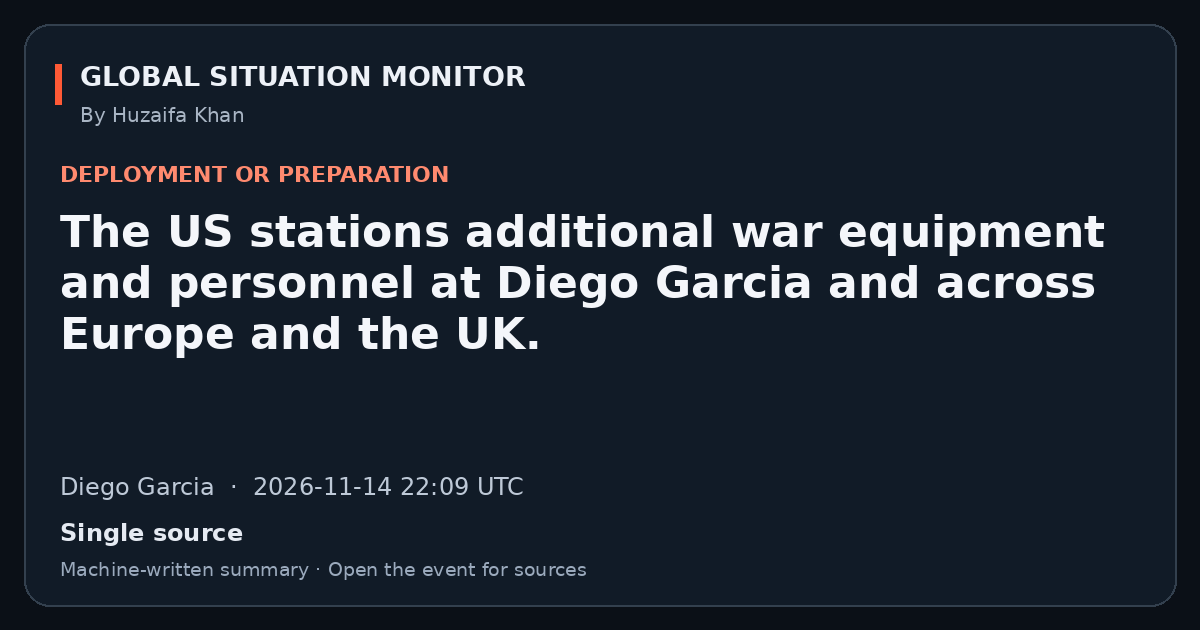 GLOBAL SITUATION MONITOR
By Huzaifa Khan
DEPLOYMENT OR PREPARATION
The US stations additional war equipment
and personnel at Diego Garcia and across
Europe and the UK.
Diego Garcia · 2026-11-14 22:09 UTC
Single source
Machine-written summary · Open the event for sources